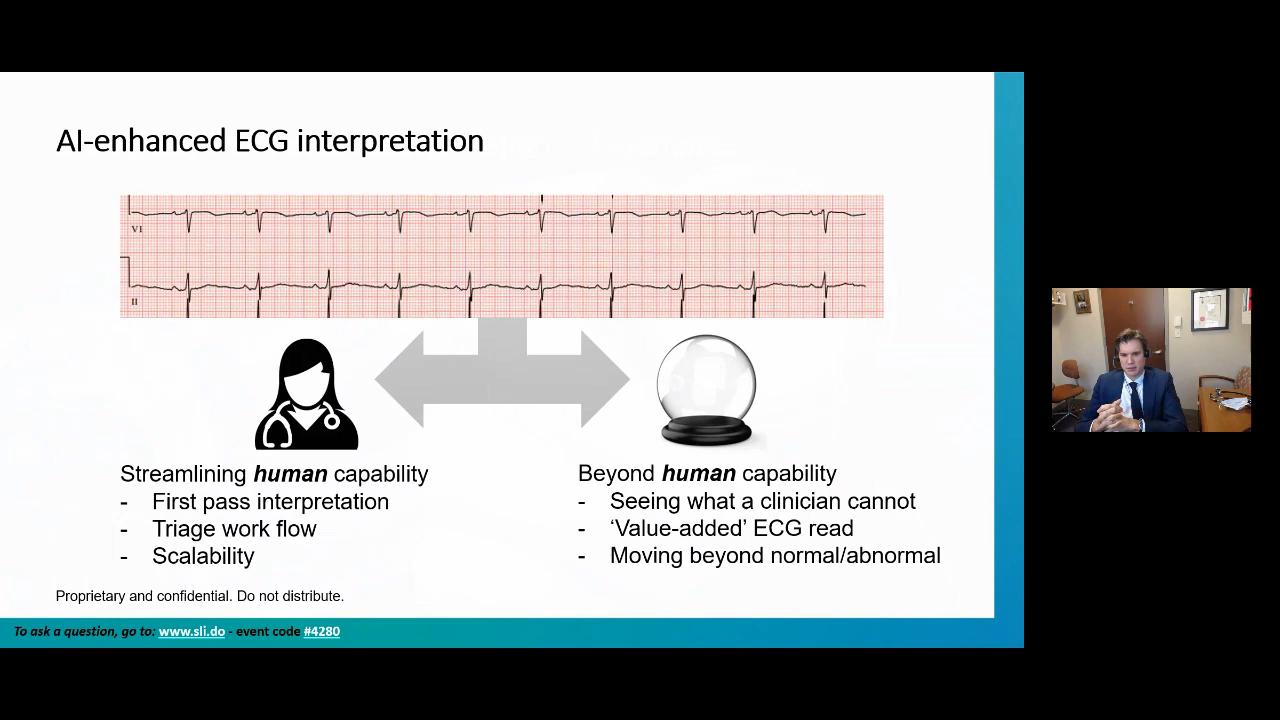 AI-enhanced ECG interpretation
V1
II
Streamlining human capability
- First pass interpretation
- Triage work flow
- Scalability
Beyond human capability
- Seeing what a clinician cannot
- ‘Value-added’ ECG read
- Moving beyond normal/abnormal
Proprietary and confidential. Do not distribute.
To ask a question, go to: www.sli.do - event code #4280